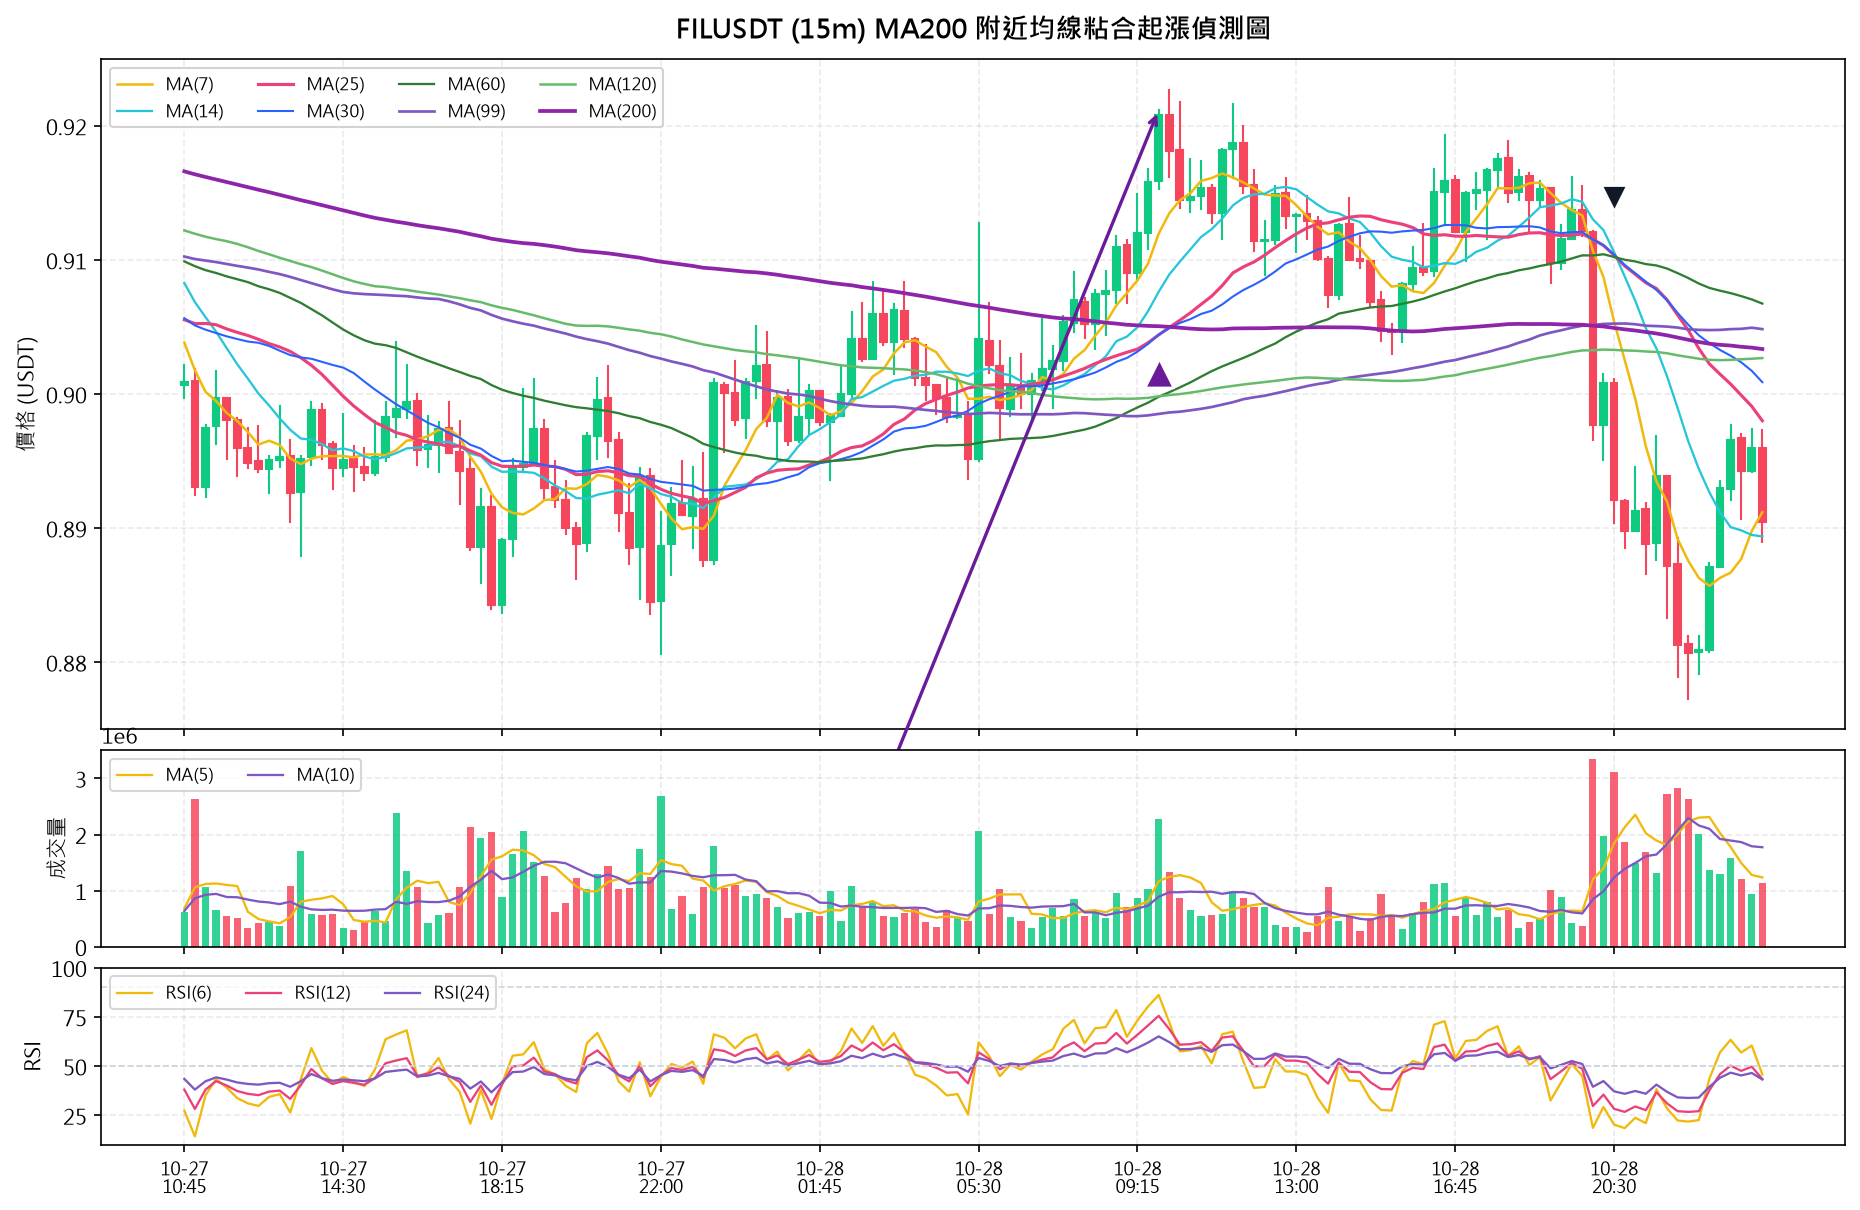 FILUSDT (15m) MA200 附近均線粘合起漲偵測圖
MA(7) MA(25) MA(60) MA(120)
MA(14) MA(30) MA(99) MA(200)
價格 (USDT)
0.92
0.91
0.90
0.89
0.88
1e6
MA(5) MA(10)
成交量
3
2
1
0
RSI(6) RSI(12) RSI(24)
RSI
100
75
50
25
10-27 10-27 10-27 10-27 10-28 10-28 10-28 10-28 10-28 10-28
10:45 14:30 18:15 22:00 01:45 05:30 09:15 13:00 16:45 20:30